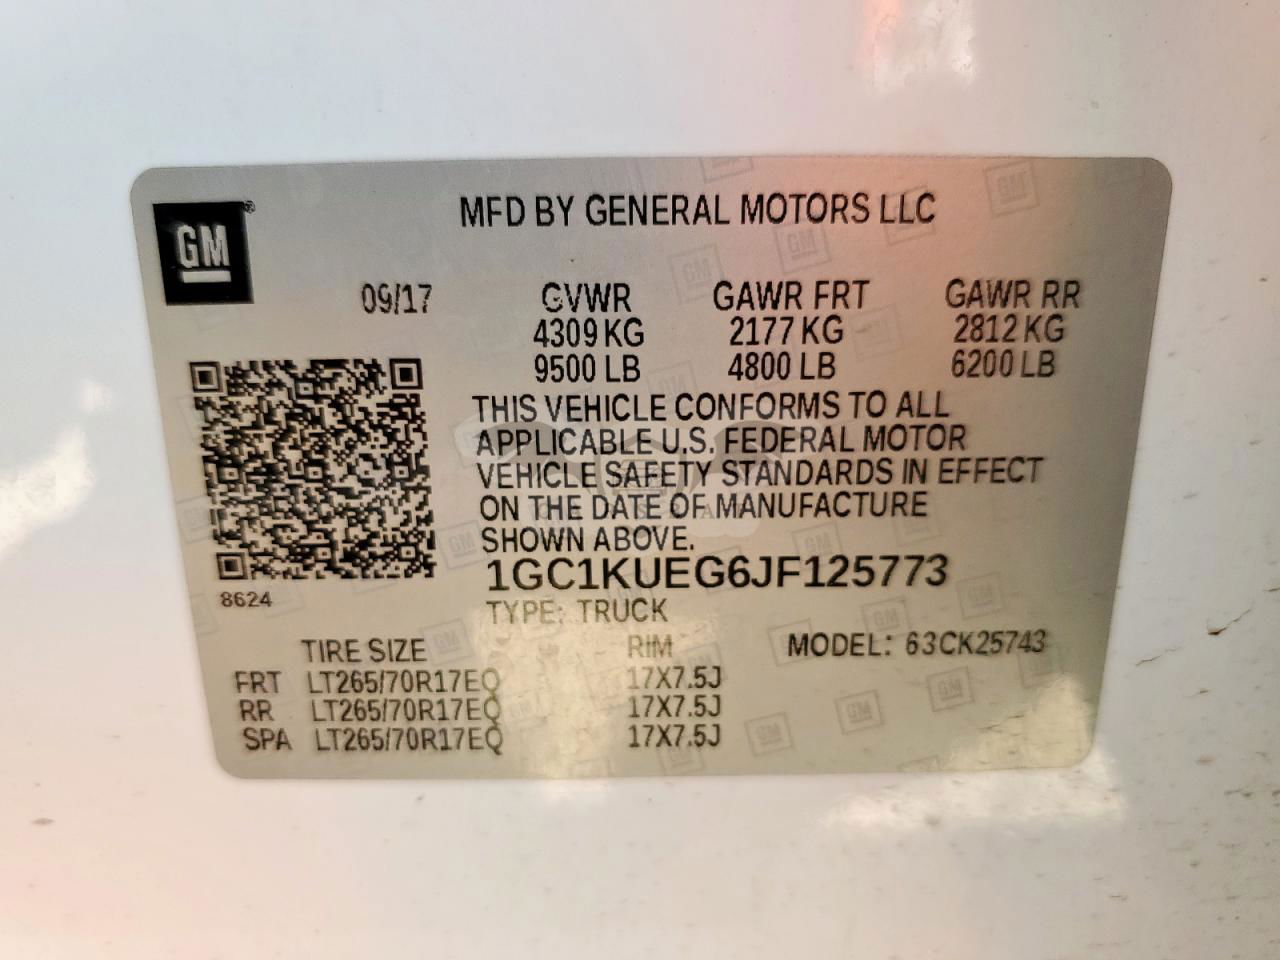 GM®
MFD BY GENERAL MOTORS LLC
09/17 GVWR GAWR FRT GAWR RR
4309 KG 2177 KG 2812 KG
9500 LB 4800 LB 6200 LB
THIS VEHICLE CONFORMS TO ALL
APPLICABLE U.S. FEDERAL MOTOR
VEHICLE SAFETY STANDARDS IN EFFECT
ON THE DATE OF MANUFACTURE
SHOWN ABOVE.
1GC1KUEG6JF125773
8624
TYPE: TRUCK
TIRE SIZE RIM MODEL: 63CK25743
FRT LT265/70R17EQ 17X7.5J
RR LT265/70R17EQ 17X7.5J
SPA LT265/70R17EQ 17X7.5J